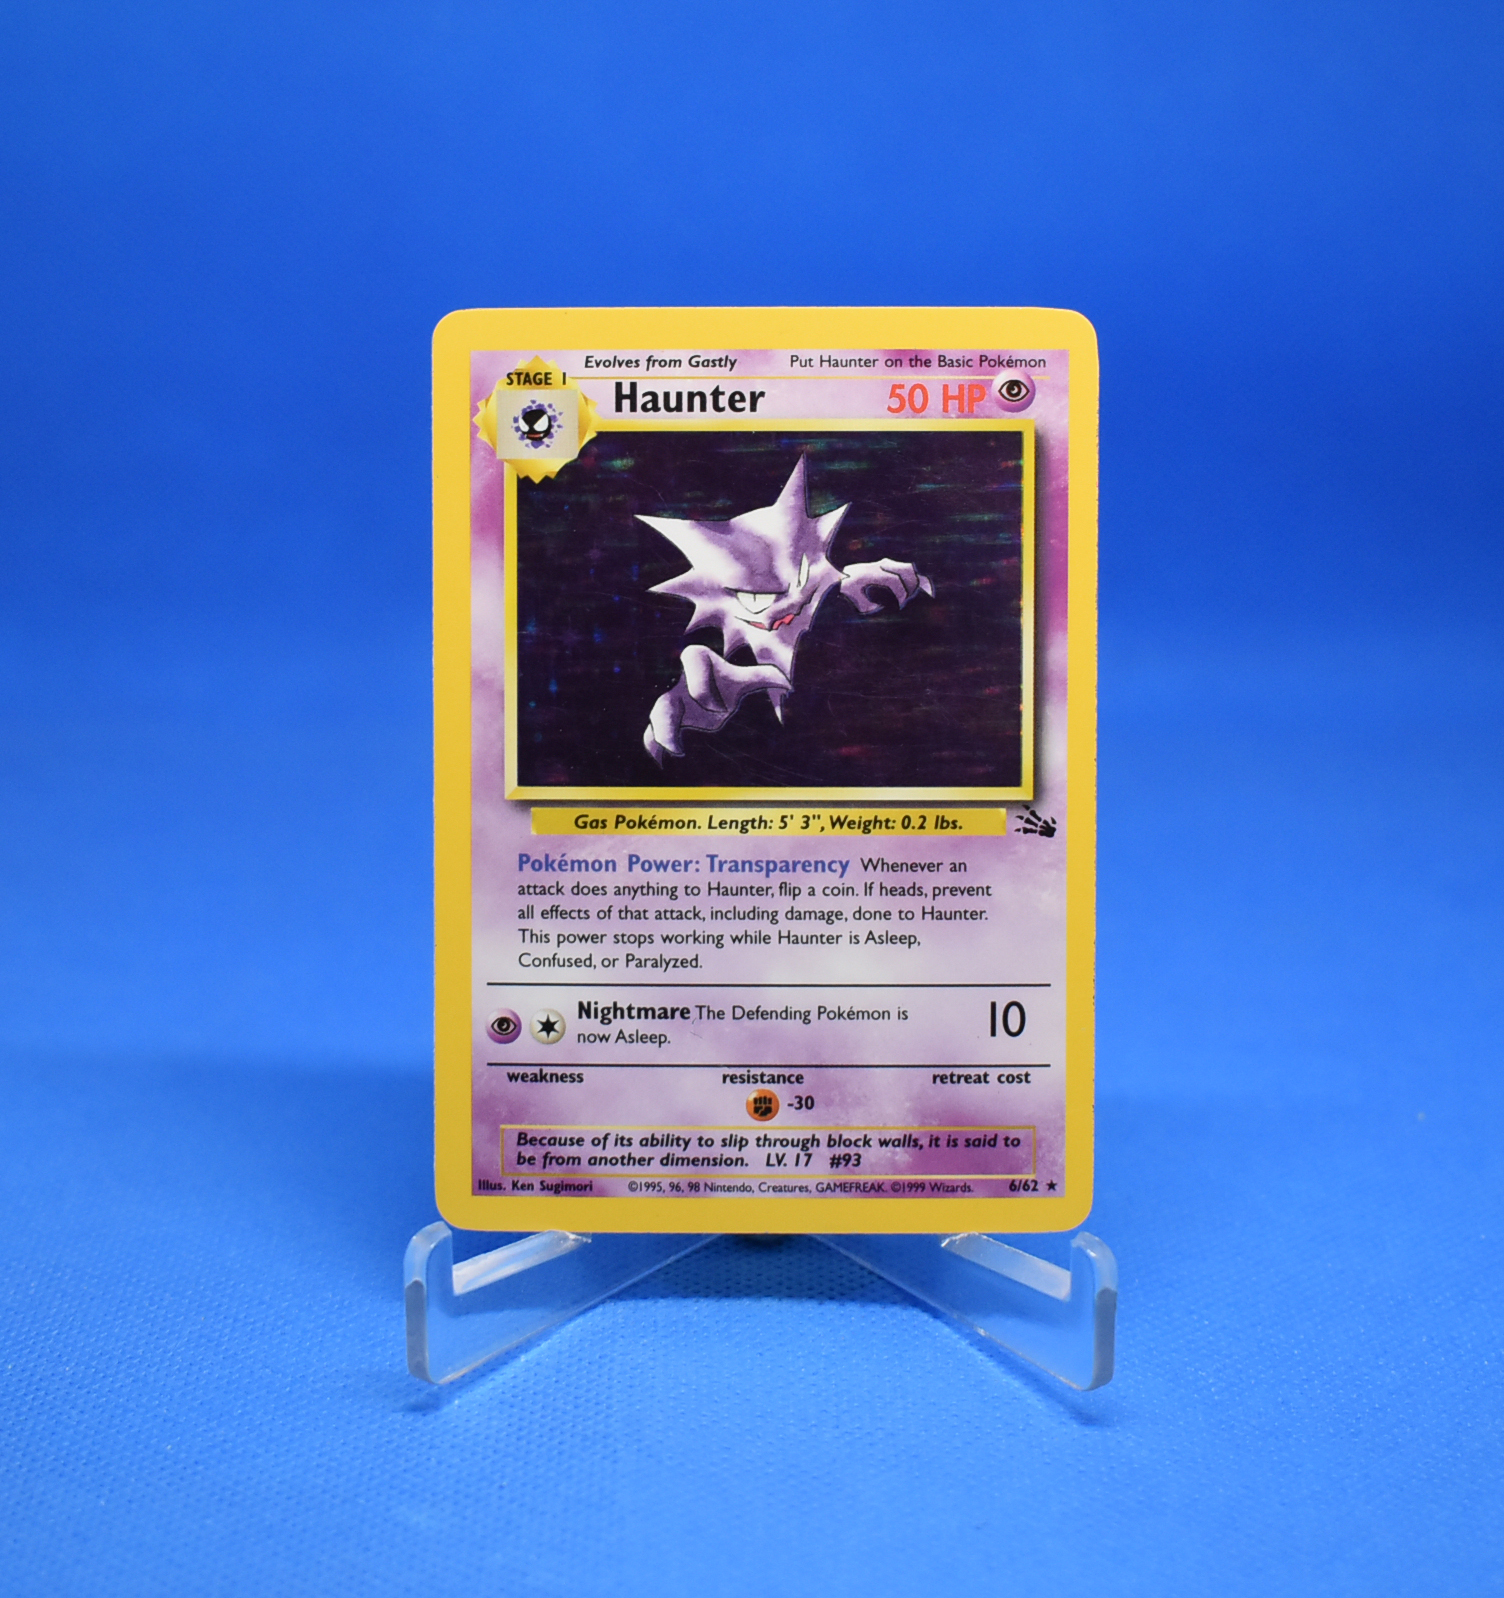 Evolves from Gastly Put Haunter on the Basic Pokémon
STAGE 1
Haunter 50 HP
Gas Pokémon. Length: 5' 3", Weight: 0.2 lbs.
Pokémon Power: Transparency Whenever an
attack does anything to Haunter, flip a coin. If heads, prevent
all effects of that attack, including damage, done to Haunter.
This power stops working while Haunter is Asleep,
Confused, or Paralyzed.
Nightmare The Defending Pokémon is
now Asleep.
10
weakness resistance retreat cost
-30
Because of its ability to slip through block walls, it is said to
be from another dimension. LV. 17 #93
Illus. Ken Sugimori ©1995, 96, 98 Nintendo, Creatures, GAMEFREAK. ©1999 Wizards. 6/62 ★